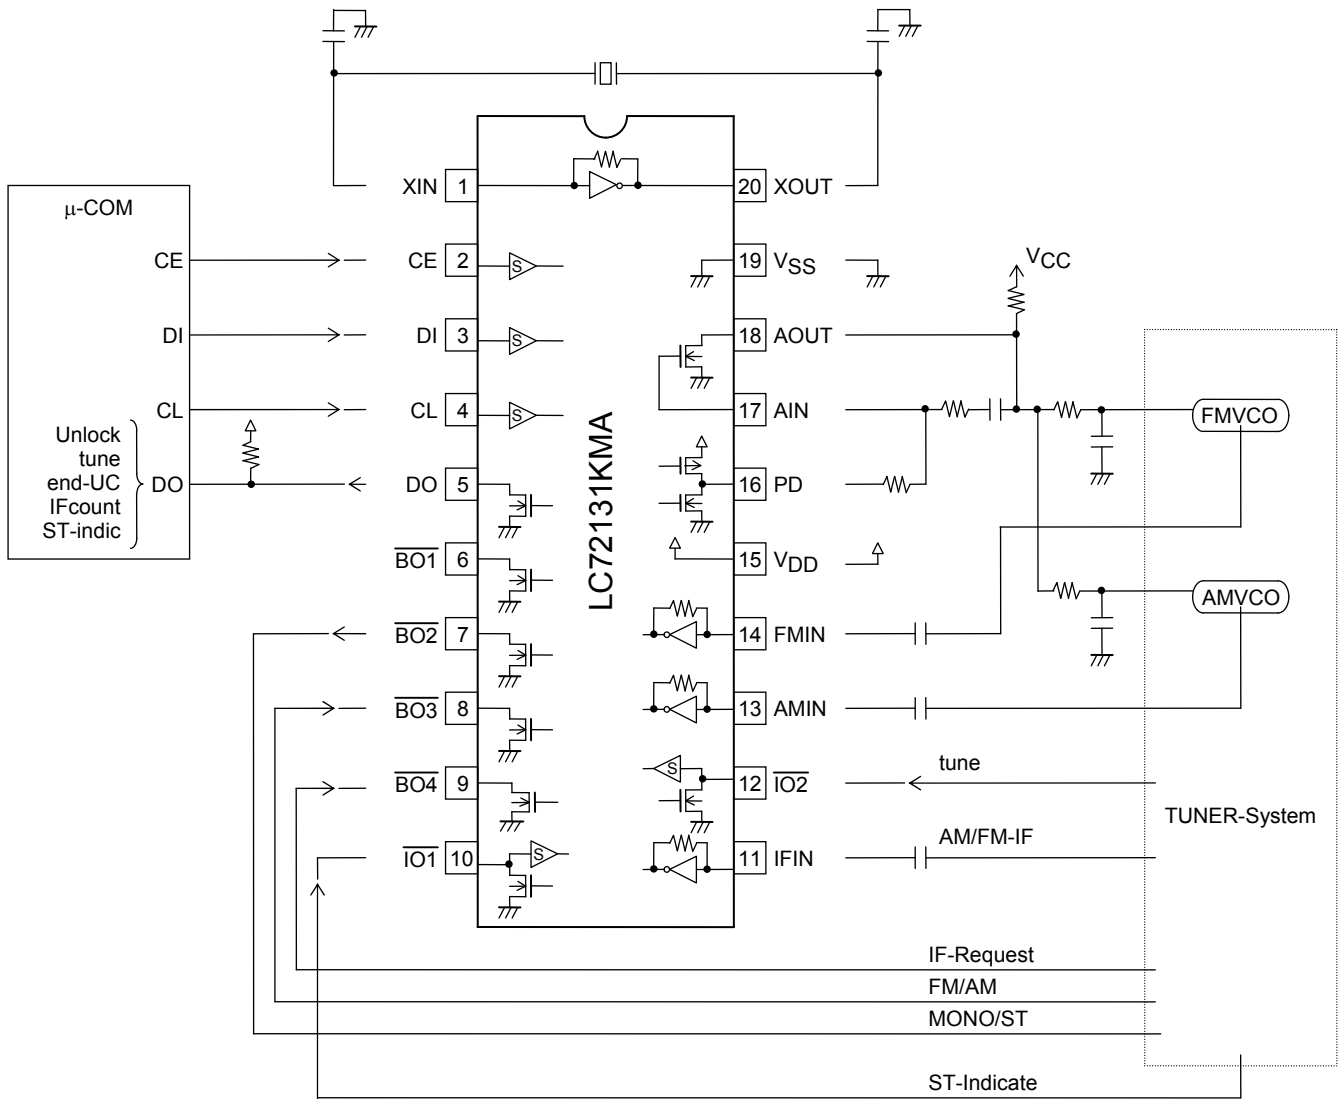 μ-COM
CE
DI
CL
Unlock
tune
end-UC
IFcount
ST-indic
DO
XIN 1
CE 2
DI 3
CL 4
DO 5
BO1 6
BO2 7
BO3 8
BO4 9
IO1 10
S
S
S
S
LC72131KMA
S
20 XOUT
19 VSS
18 AOUT
17 AIN
16 PD
15 VDD
14 FMIN
13 AMIN
12 IO2
11 IFIN
VCC
FMVCO
AMVCO
tune
TUNER-System
AM/FM-IF
IF-Request
FM/AM
MONO/ST
ST-Indicate